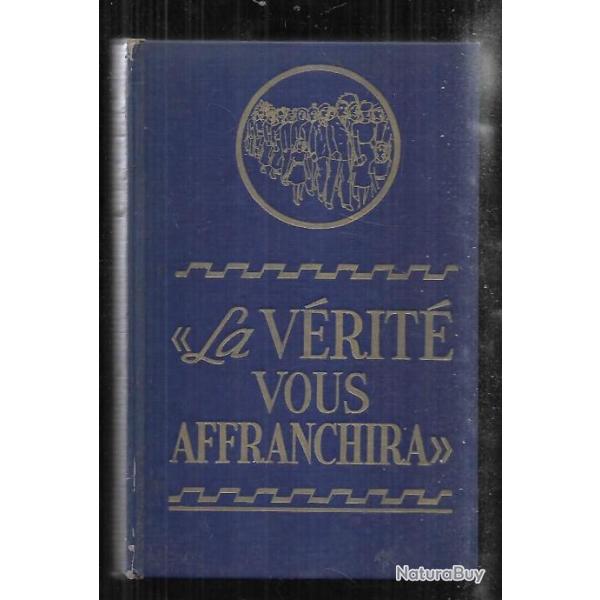 «La VÉRITÉ
VOUS
AFFRANCHIRA»
NaturaBuy